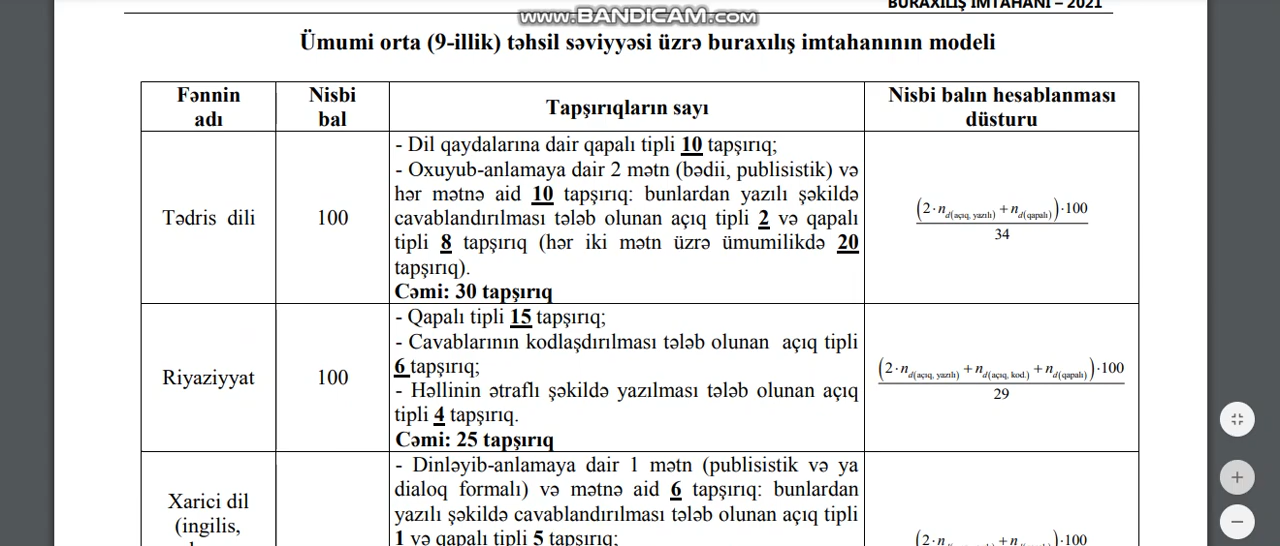 BURAXILIŞ İMTAHANI – 2021
www.BANDICAM.com
Ümumi orta (9-illik) təhsil səviyyəsi üzrə buraxılış imtahanının modeli
Fənnin
adı
Nisbi
bal
Tapşırıqların sayı
Nisbi balın hesablanması
düsturu
Tədris dili
100
- Dil qaydalarına dair qapalı tipli 10 tapşırıq;
- Oxuyub-anlamaya dair 2 mətn (bədii, publisistik) və
hər mətnə aid 10 tapşırıq: bunlardan yazılı şəkildə
cavablandırılması tələb olunan açıq tipli 2 və qapalı
tipli 8 tapşırıq (hər iki mətn üzrə ümumilikdə 20
tapşırıq).
Cəmi: 30 tapşırıq
(2·nd(açıq, yazılı) + nd(qapalı))·100
34
Riyaziyyat
100
- Qapalı tipli 15 tapşırıq;
- Cavablarının kodlaşdırılması tələb olunan açıq tipli
6 tapşırıq;
- Həllinin ətraflı şəkildə yazılması tələb olunan açıq
tipli 4 tapşırıq.
Cəmi: 25 tapşırıq
(2·nd(açıq, yazılı) + nd(açıq, kod.) + nd(qapalı))·100
29
Xarici dil
(ingilis,
- Dinləyib-anlamaya dair 1 mətn (publisistik və ya
dialoq formalı) və mətnə aid 6 tapşırıq: bunlardan
yazılı şəkildə cavablandırılması tələb olunan açıq tipli
1 və qapalı tipli 5 tapşırıq;
(2·n + n )·100